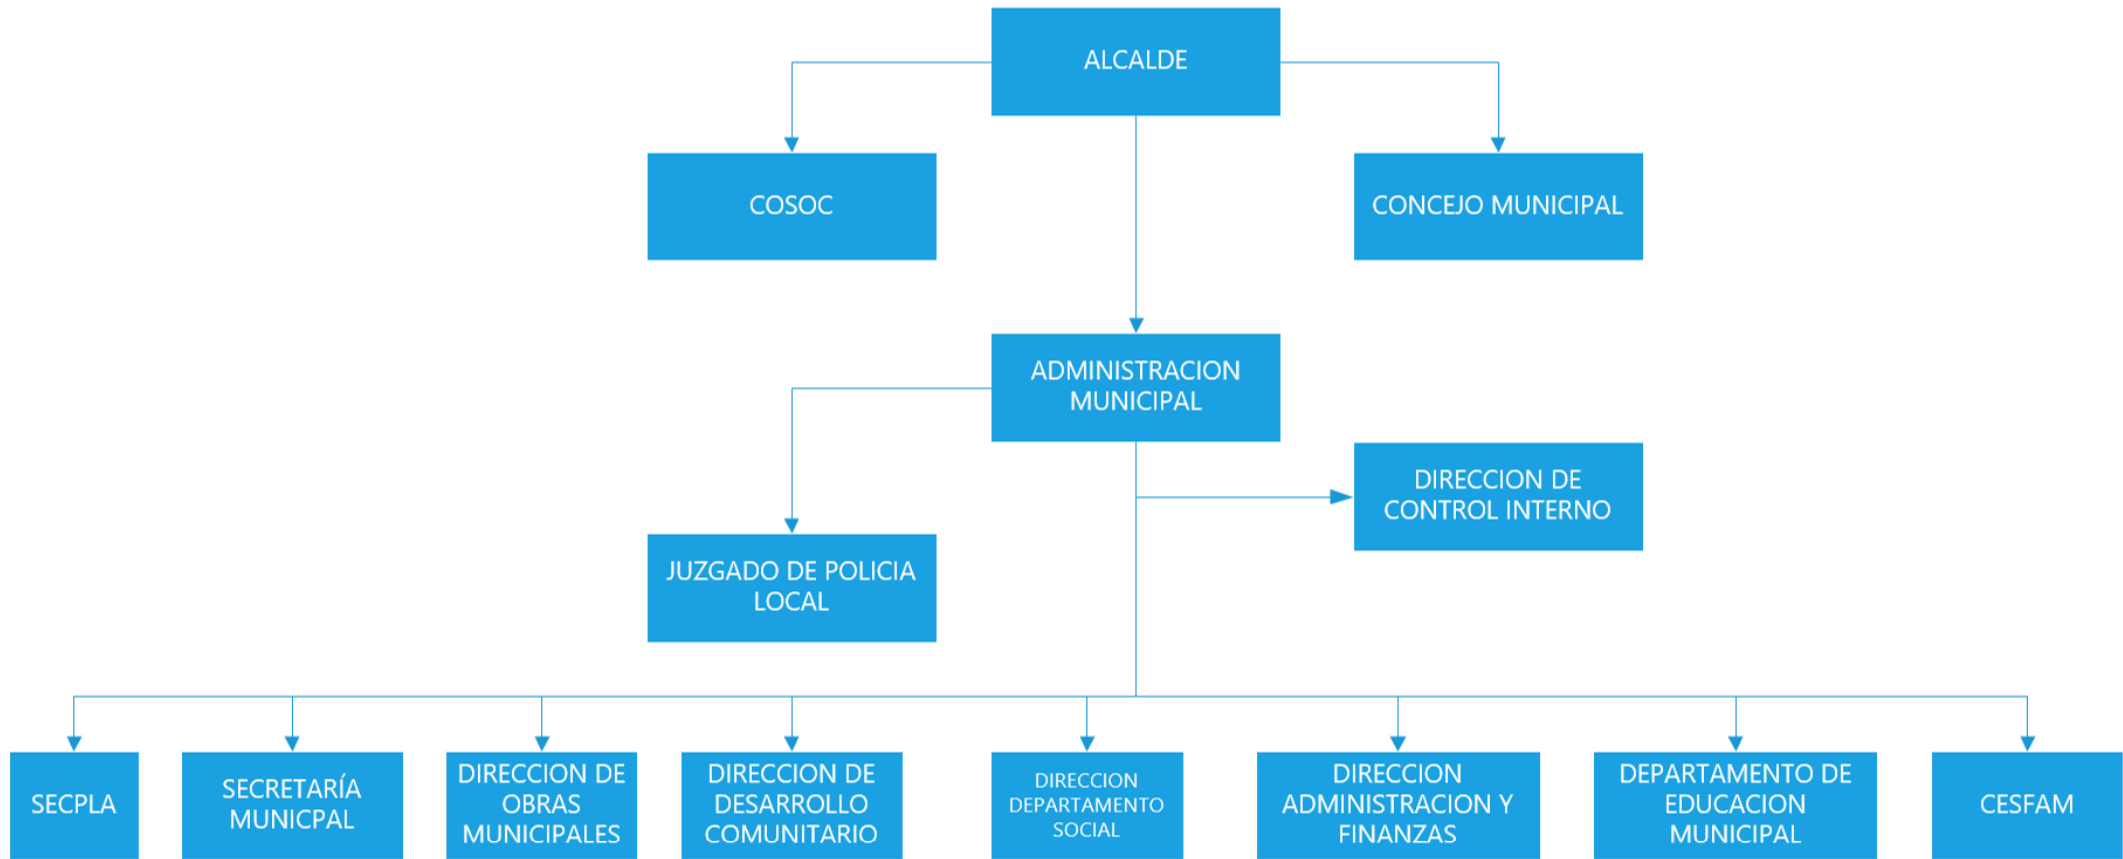 ALCALDE
COSOC
CONCEJO MUNICIPAL
ADMINISTRACION
MUNICIPAL
DIRECCION DE
CONTROL INTERNO
JUZGADO DE POLICIA
LOCAL
SECPLA
SECRETARÍA
MUNICPAL
DIRECCION DE
OBRAS
MUNICIPALES
DIRECCION DE
DESARROLLO
COMUNITARIO
DIRECCION
DEPARTAMENTO
SOCIAL
DIRECCION
ADMINISTRACION Y
FINANZAS
DEPARTAMENTO DE
EDUCACION
MUNICIPAL
CESFAM